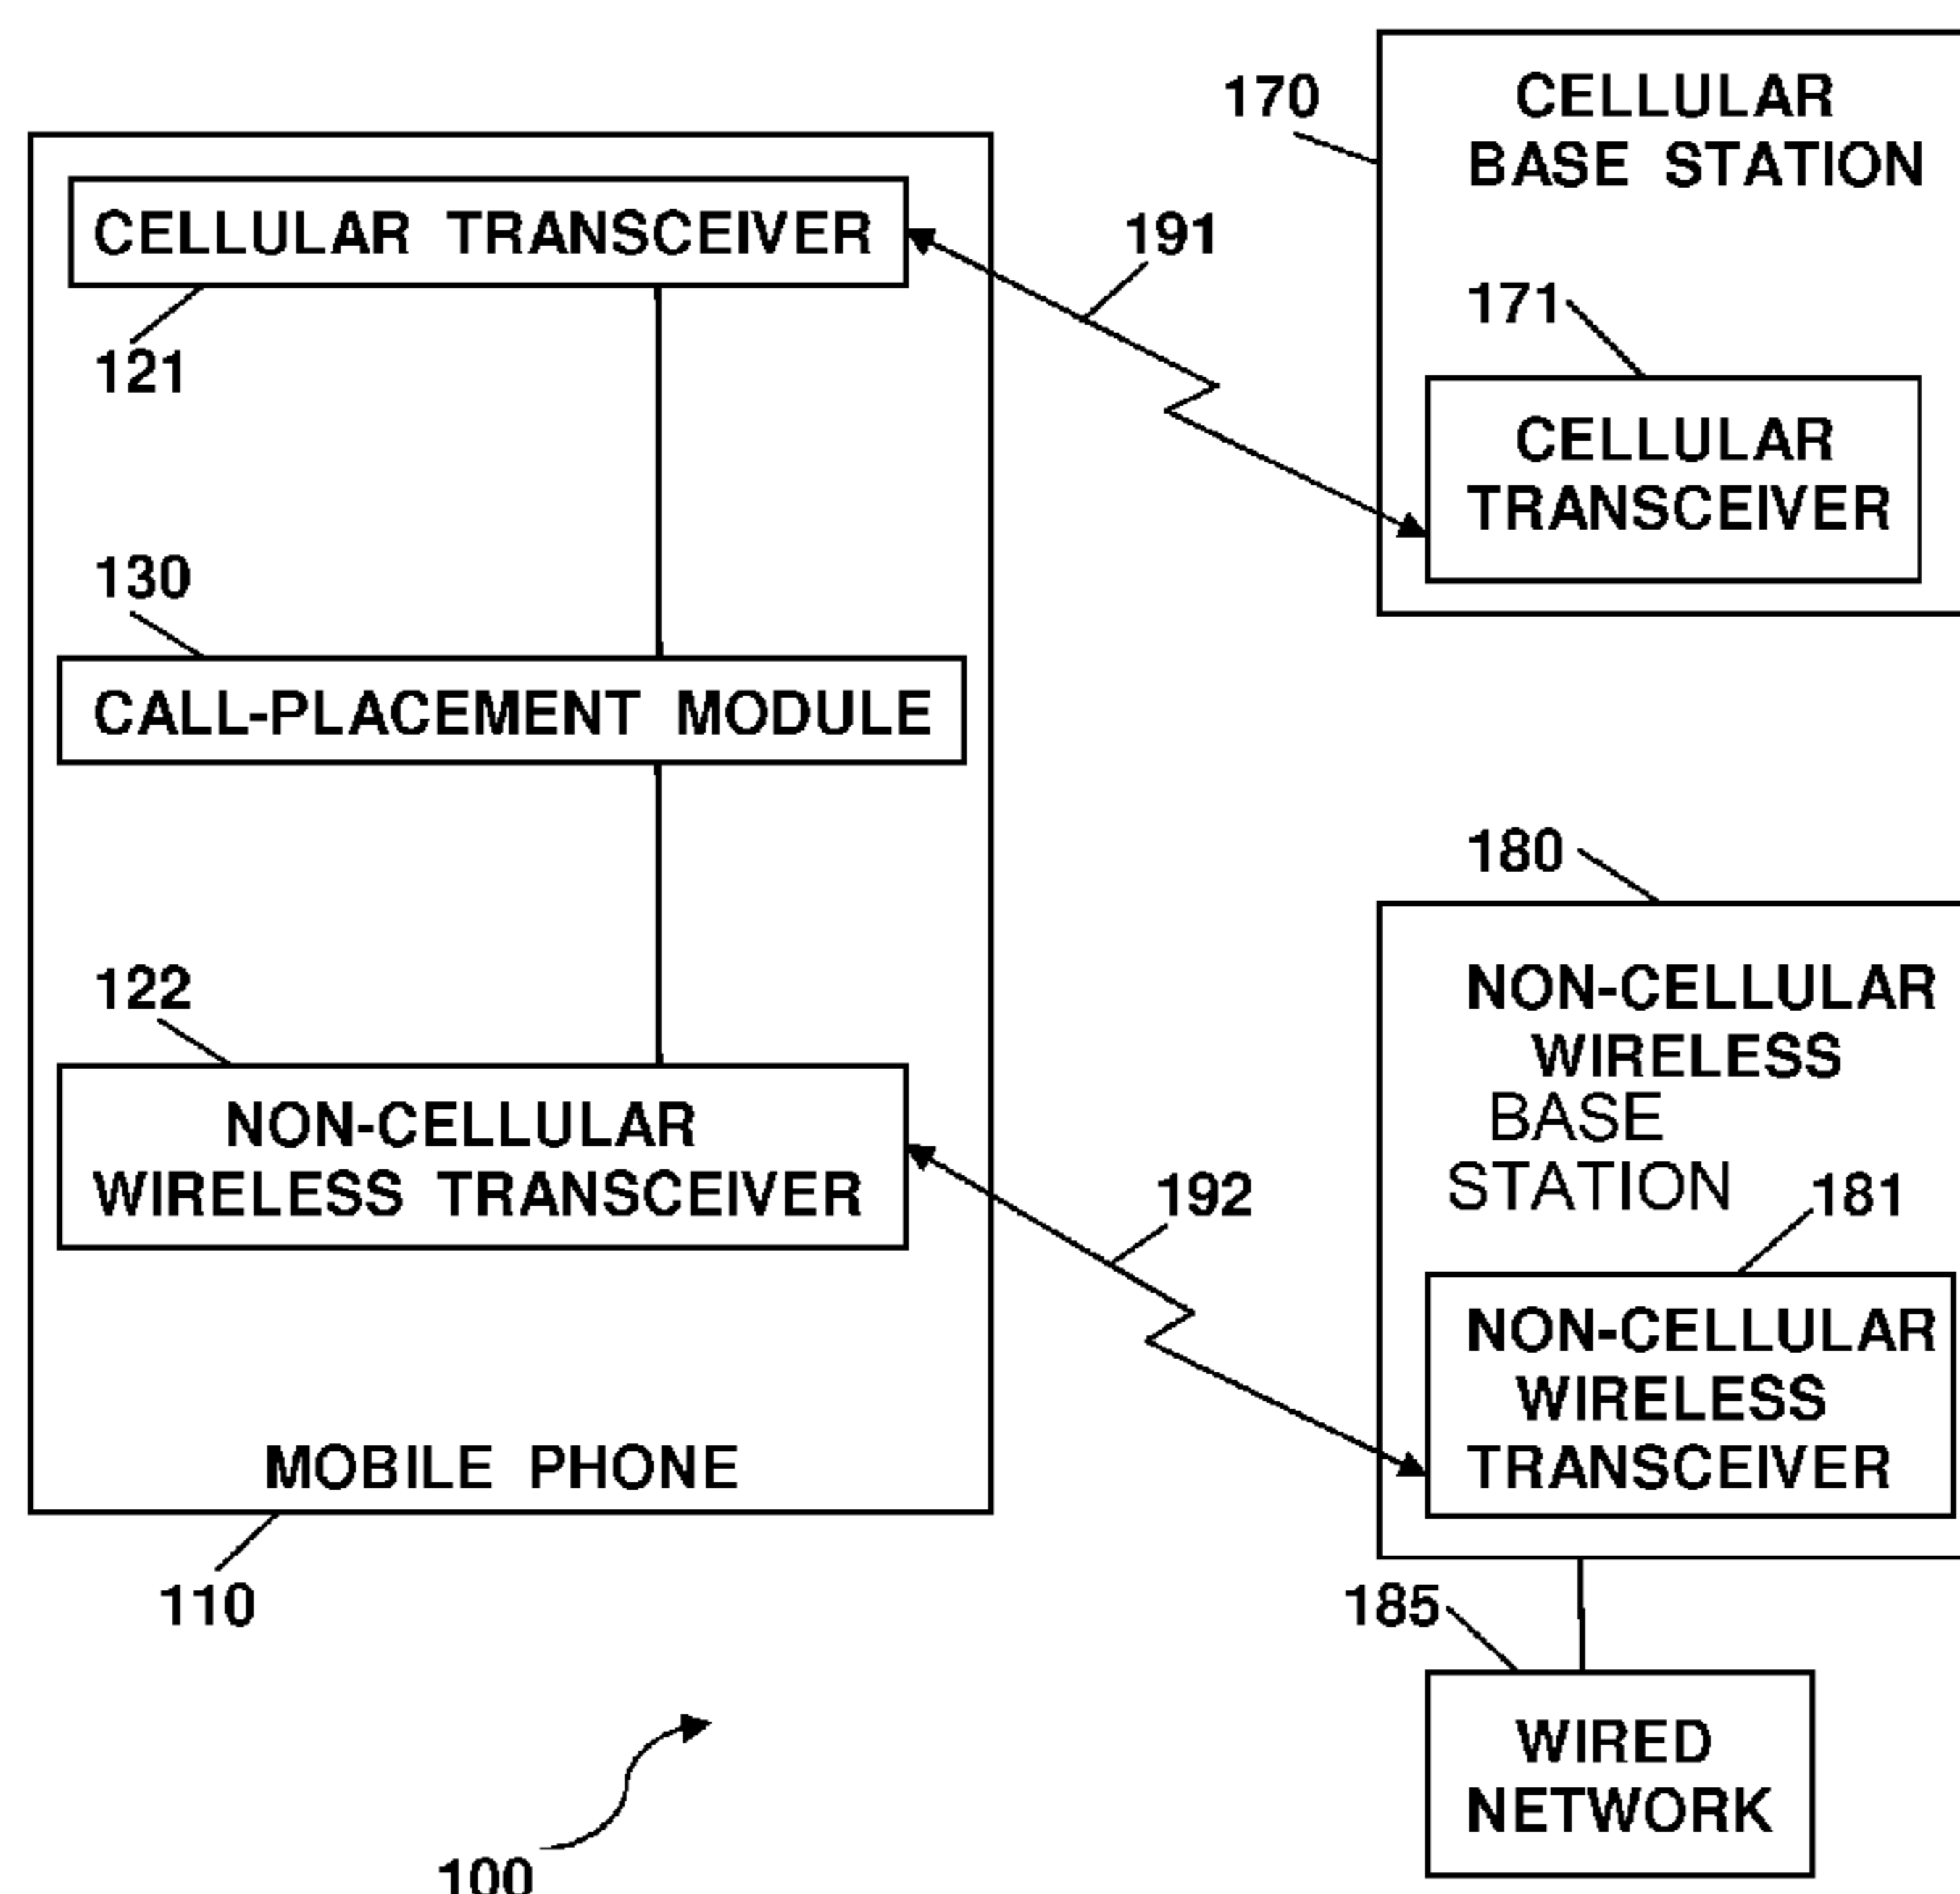 170
CELLULAR
BASE STATION
CELLULAR TRANSCEIVER
191
121
171
CELLULAR
TRANSCEIVER
130
CALL-PLACEMENT MODULE
180
122
NON-CELLULAR
WIRELESS
BASE
STATION
NON-CELLULAR
WIRELESS TRANSCEIVER
192
181
NON-CELLULAR
WIRELESS
TRANSCEIVER
MOBILE PHONE
110
185
WIRED
NETWORK
100